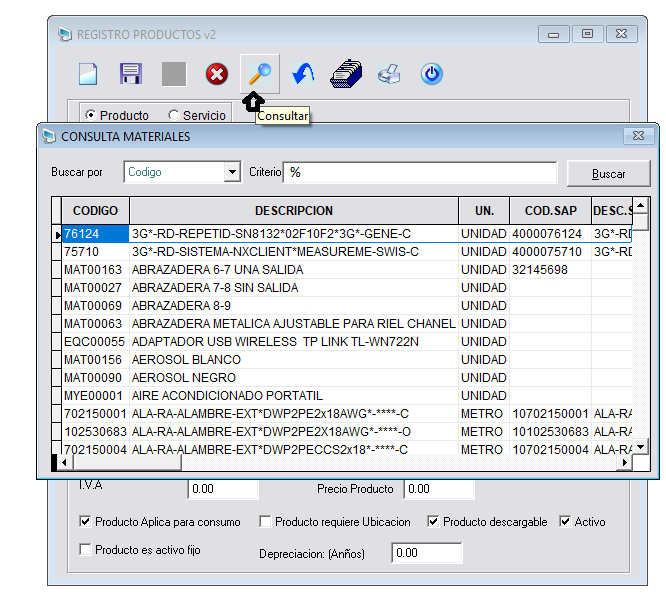 REGISTRO PRODUCTOS v2
Producto Servicio
Consultar
CONSULTA MATERIALES
Buscar por Codigo Criterio % Buscar
CODIGO DESCRIPCION UN. COD.SAP DESC.S
76124 3G*-RD-REPETID-SN8132*02F10F2*3G*-GENE-C UNIDAD 4000076124 3G*-RD
75710 3G*-RD-SISTEMA-NXCLIENT*MEASUREME-SWIS-C UNIDAD 4000075710 3G*-RD
MAT00163 ABRAZADERA 6-7 UNA SALIDA UNIDAD 32145698
MAT00027 ABRAZADERA 7-8 SIN SALIDA UNIDAD
MAT00069 ABRAZADERA 8-9 UNIDAD
MAT00063 ABRAZADERA METALICA AJUSTABLE PARA RIEL CHANEL UNIDAD
EQC00055 ADAPTADOR USB WIRELESS TP LINK TL-WN722N UNIDAD
MAT00156 AEROSOL BLANCO UNIDAD
MAT00090 AEROSOL NEGRO UNIDAD
MYE00001 AIRE ACONDICIONADO PORTATIL UNIDAD
702150001 ALA-RA-ALAMBRE-EXT*DWP2PE2x18AWG*-****-C METRO 10702150001 ALA-RA
102530683 ALA-RA-ALAMBRE-EXT*DWP2PE2X18AWG*-****-O METRO 10102530683 ALA-RA
702150004 ALA-RA-ALAMBRE-EXT*DWP2PECCS2x18*-****-C METRO 10702150004 ALA-RA
I.V.A 0.00 Precio Producto 0.00
Producto Aplica para consumo Producto requiere Ubicacion Producto descargable Activo
Producto es activo fijo Depreciacion: (Anños) 0.00